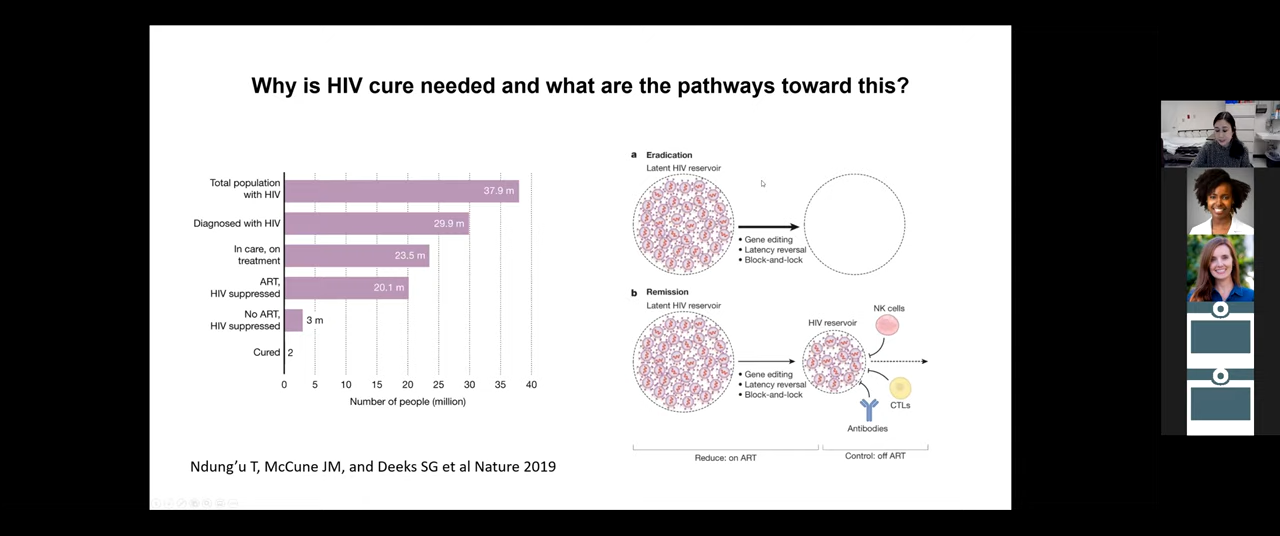 Why is HIV cure needed and what are the pathways toward this?
Total population
with HIV
37.9 m
Diagnosed with HIV
29.9 m
In care, on
treatment
23.5 m
ART,
HIV suppressed
20.1 m
No ART,
HIV suppressed
3 m
Cured
2
0 5 10 15 20 25 30 35 40
Number of people (million)
Ndung’u T, McCune JM, and Deeks SG et al Nature 2019
a Eradication
Latent HIV reservoir
• Gene editing
• Latency reversal
• Block-and-lock
b Remission
Latent HIV reservoir
• Gene editing
• Latency reversal
• Block-and-lock
HIV reservoir
NK cells
CTLs
Antibodies
Reduce: on ART
Control: off ART